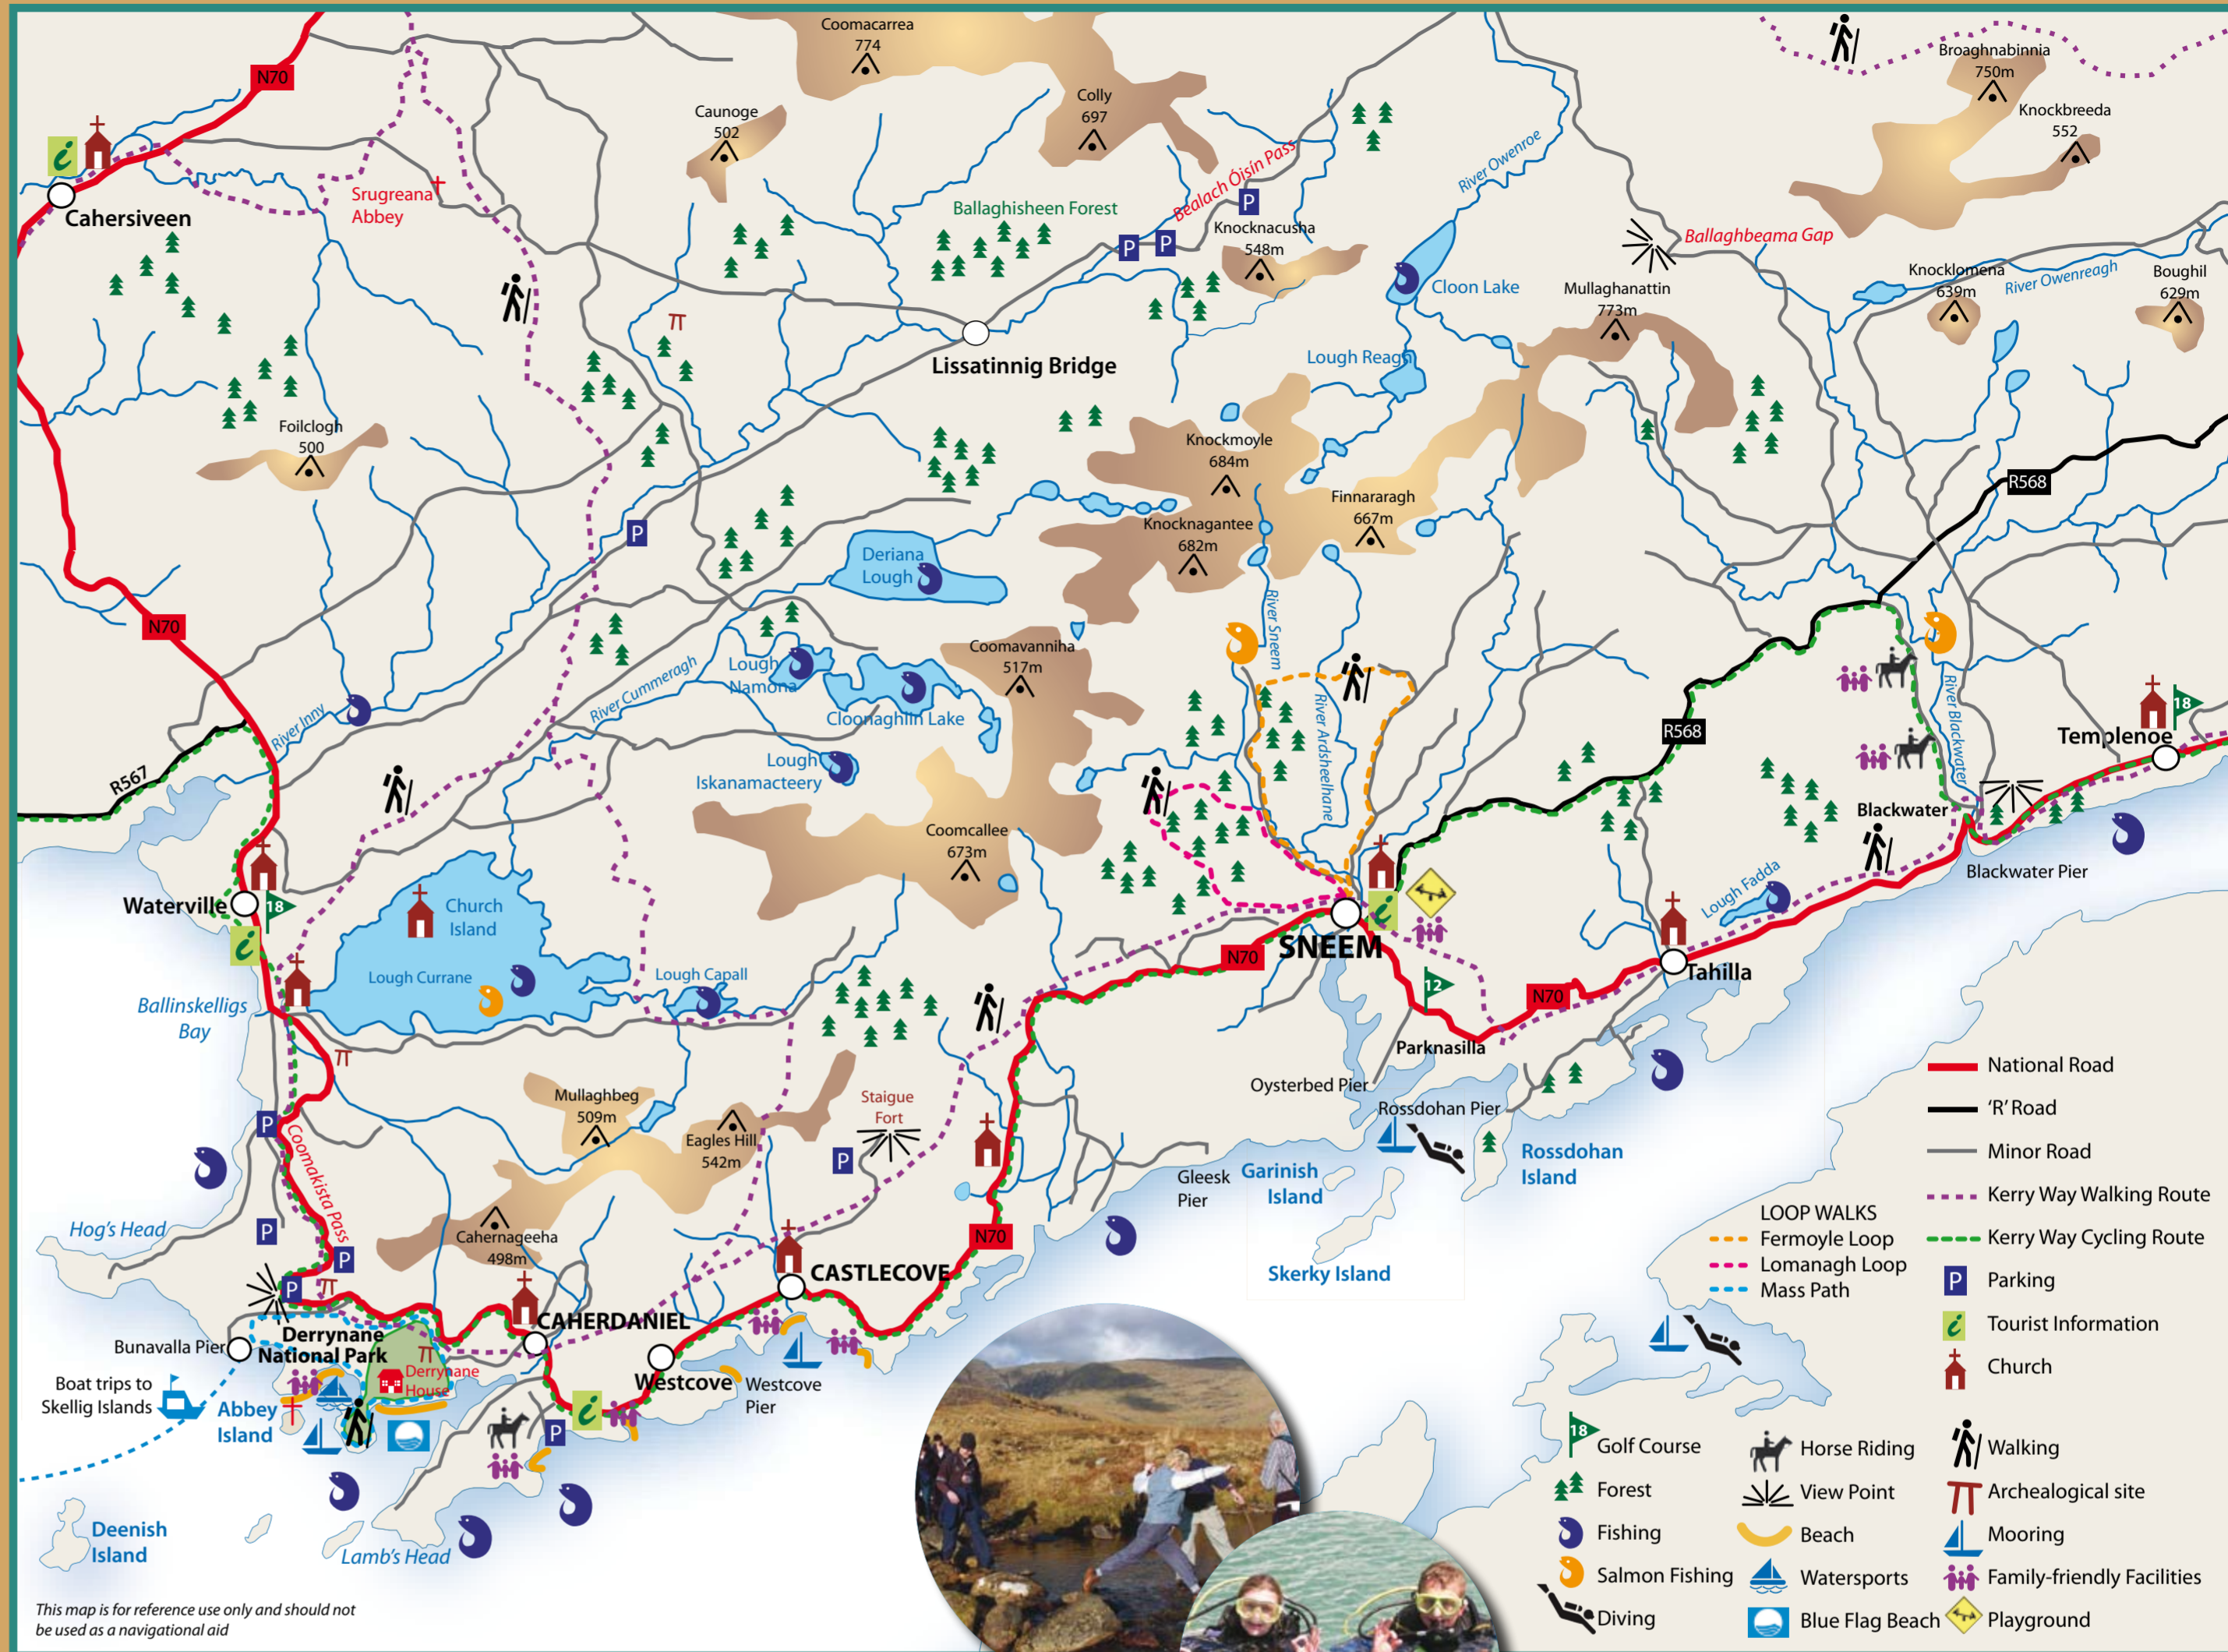 Coomacarrea
774
Broaghnabinnia
750m
N70
Colly
697
Caunoge
502
Knockbreeda
552
River Owenroe
Bealach Óisín Pass
P
Srugreana
Abbey
Cahersiveen
Ballaghisheen Forest
P
P
Knocknacusha
548m
Ballaghbeama Gap
Cloon Lake
Mullaghanattin
773m
Knocklomena
639m
River Owenreagh
Boughil
629m
Lissatinnig Bridge
Lough Reagh
Foilclogh
500
Knockmoyle
684m
R568
Finnararagh
667m
Knocknagantee
682m
P
Deriana
Lough
N70
River Sneem
Coomavanniha
517m
Lough
Namona
River Cummeragh
Cloonaghlin Lake
River Inny
River Ardsheelhane
River Blackwater
R568
18
Templenoe
R567
Lough
Iskanamacteery
Coomcallee
673m
Blackwater
Blackwater Pier
Lough Fadda
Waterville
18
Church
Island
SNEEM
N70
Lough Currane
Lough Capall
Tahilla
12
N70
Ballinskelligs
Bay
Parknasilla
Oysterbed Pier
Rossdohan Pier
Rossdohan
Island
Mullaghbeg
509m
Eagles Hill
542m
Staigue
Fort
P
P
Coomakista Pass
Gleesk
Pier
Garinish
Island
Skerky Island
Hog's Head
P
P
P
Cahernageeha
498m
N70
CASTLECOVE
CAHERDANIEL
Bunavalla Pier
Derrynane
National Park
Derrynane
House
Westcove
Westcove
Pier
Boat trips to
Skellig Islands
Abbey
Island
P
Deenish
Island
Lamb's Head
This map is for reference use only and should not
be used as a navigational aid
National Road
'R' Road
Minor Road
Kerry Way Walking Route
Kerry Way Cycling Route
LOOP WALKS
Fermoyle Loop
Lomanagh Loop
Mass Path
P Parking
i Tourist Information
Church
18 Golf Course
Horse Riding
Walking
Forest
View Point
Archealogical site
Fishing
Beach
Mooring
Salmon Fishing
Watersports
Family-friendly Facilities
Diving
Blue Flag Beach
Playground